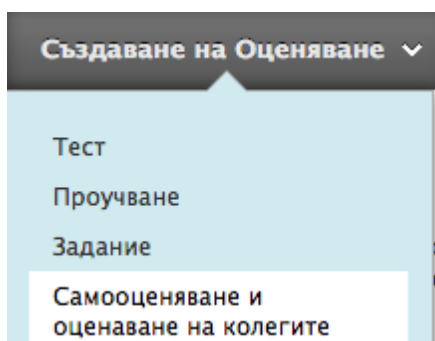 Създаване на Оценяване
Тест
Проучване
Задание
Самооценяване и
оценаване на колегите